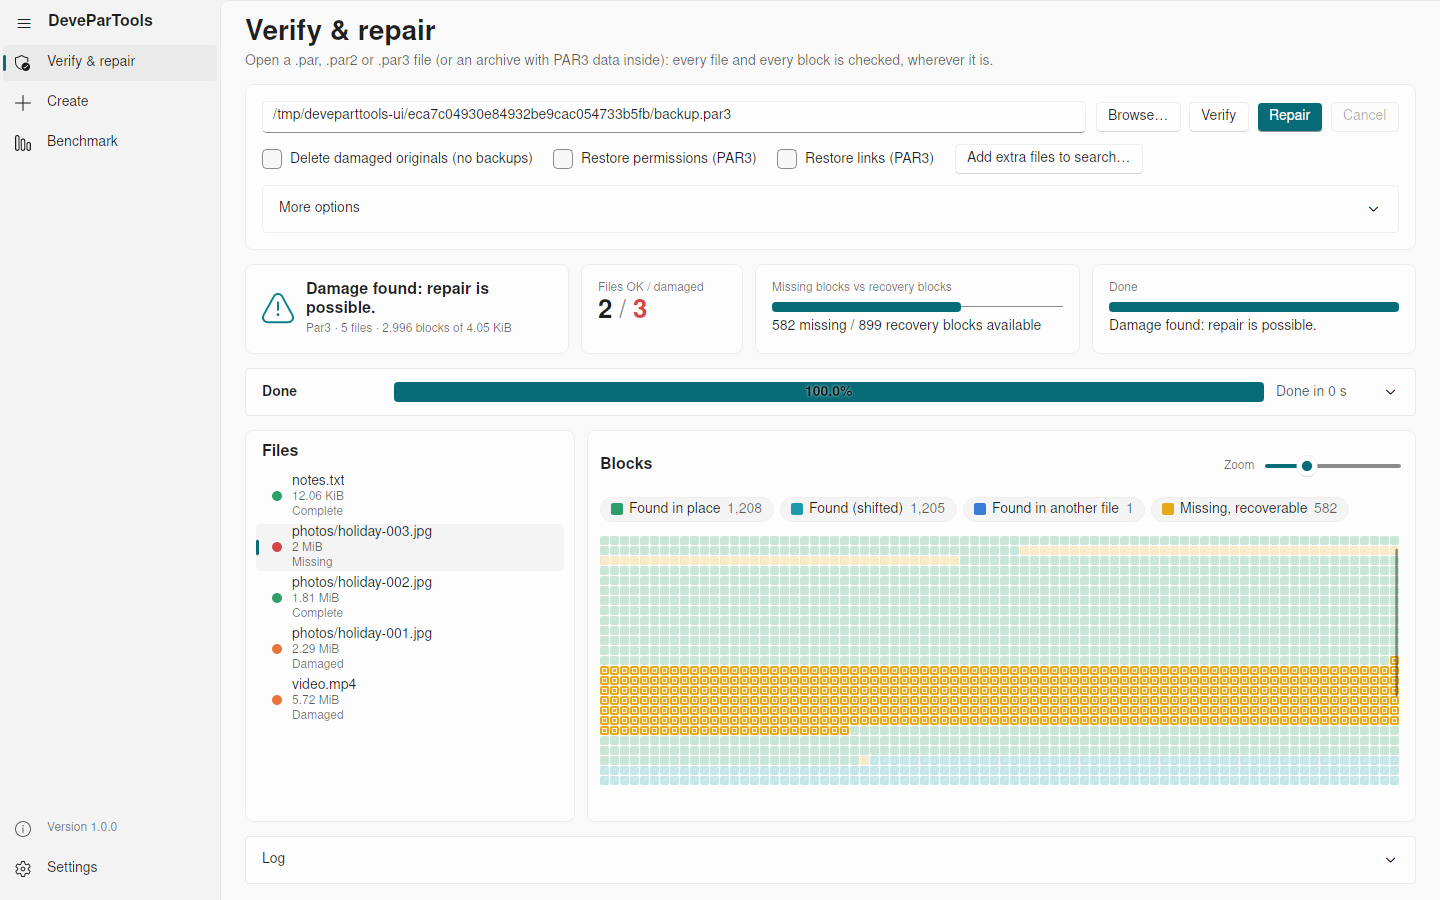 DeveParTools
Verify & repair
Create
Benchmark
Version 1.0.0
Settings
Verify & repair
Open a .par, .par2 or .par3 file (or an archive with PAR3 data inside): every file and every block is checked, wherever it is.
/tmp/deveparttools-ui/eca7c04930e84932be9cac054733b5fb/backup.par3
Browse...
Verify
Repair
Cancel
Delete damaged originals (no backups)
Restore permissions (PAR3)
Restore links (PAR3)
Add extra files to search...
More options
Damage found: repair is
possible.
Par3 · 5 files · 2,996 blocks of 4.05 KiB
Files OK / damaged
2 / 3
Missing blocks vs recovery blocks
582 missing / 899 recovery blocks available
Done
Damage found: repair is possible.
Done
100.0%
Done in 0 s
Files
notes.txt
12.06 KiB
Complete
photos/holiday-003.jpg
2 MiB
Missing
photos/holiday-002.jpg
1.81 MiB
Complete
photos/holiday-001.jpg
2.29 MiB
Damaged
video.mp4
5.72 MiB
Damaged
Blocks
Zoom
Found in place 1,208
Found (shifted) 1,205
Found in another file 1
Missing, recoverable 582
Log